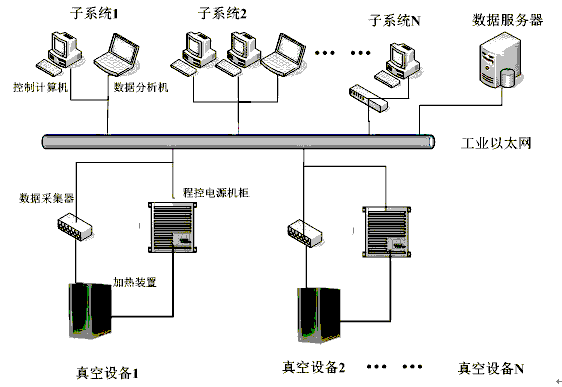 子系统1
子系统2
子系统N
数据服务器
控制计算机
数据分析机
工业以太网
数据采集器
程控电源机柜
加热装置
真空设备1
真空设备2
真空设备N